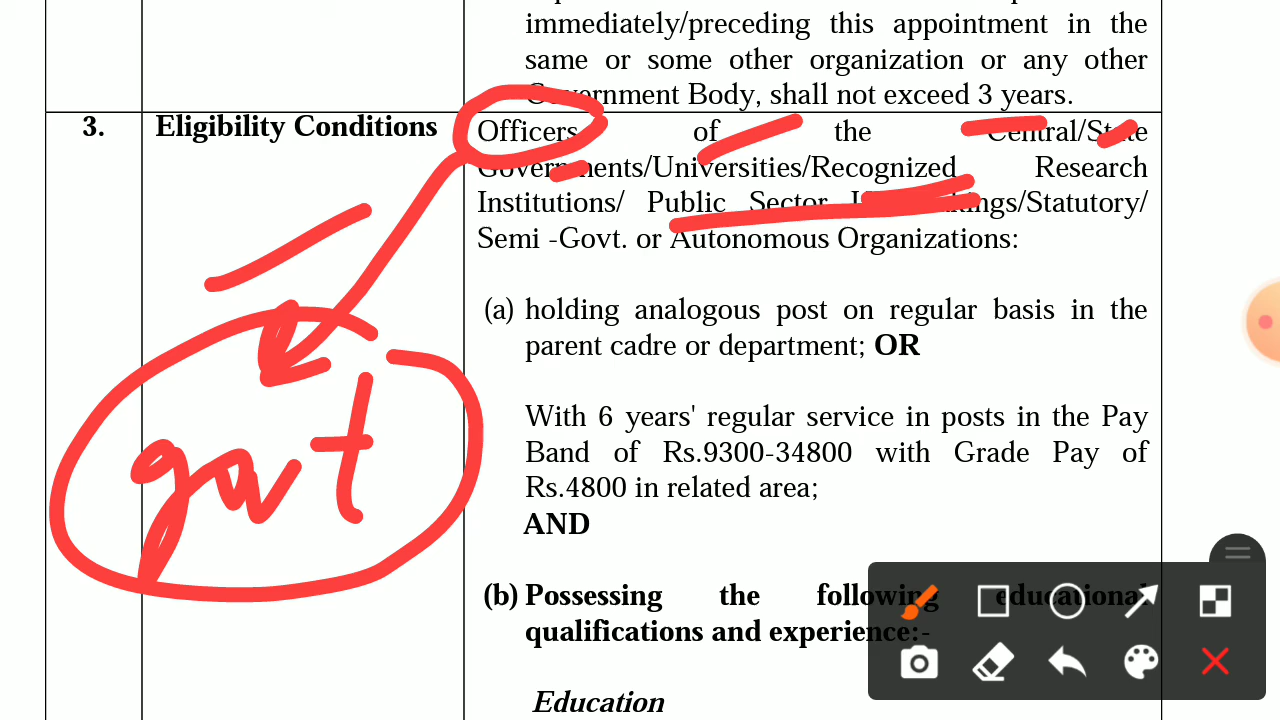 immediately/preceding this appointment in the
same or some other organization or any other
Government Body, shall not exceed 3 years.
3. Eligibility Conditions
Officers of the Central/State
Governments/Universities/Recognized Research
Institutions/ Public Sector Undertakings/Statutory/
Semi -Govt. or Autonomous Organizations:
(a) holding analogous post on regular basis in the
parent cadre or department; OR
govt
With 6 years' regular service in posts in the Pay
Band of Rs.9300-34800 with Grade Pay of
Rs.4800 in related area;
AND
(b) Possessing the following educational
qualifications and experience:-
Education